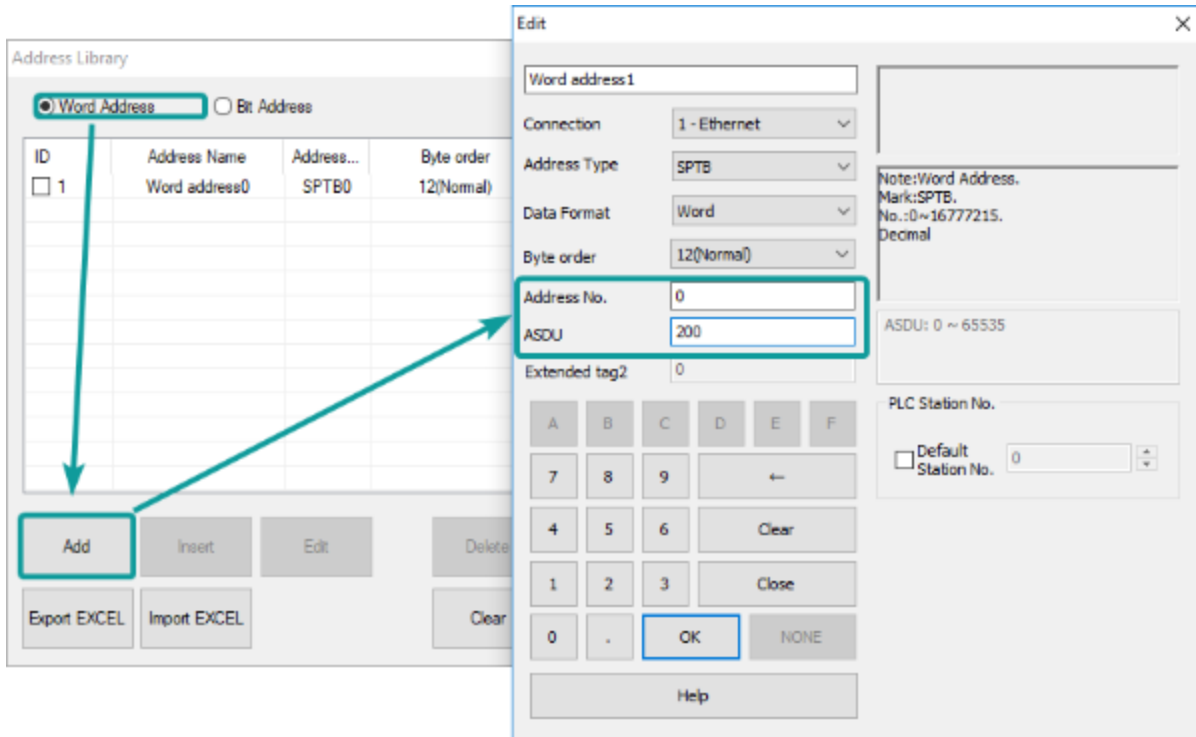 Address Library
Word Address Bit Address
ID Address Name Address... Byte order
1 Word address0 SPTB0 12(Normal)
Add Insert Edit Delete
Export EXCEL Import EXCEL Clear
Edit
Word address1
Connection 1 - Ethernet
Address Type SPTB
Data Format Word
Byte order 12(Normal)
Address No. 0
ASDU 200
Extended tag2 0
A B C D E F
7 8 9 ←
4 5 6 Clear
1 2 3 Close
0 . OK NONE
Help
Note:Word Address.
Mark:SPTB.
No.:0~16777215.
Decimal
ASDU: 0 ~ 65535
PLC Station No.
Default
Station No. 0